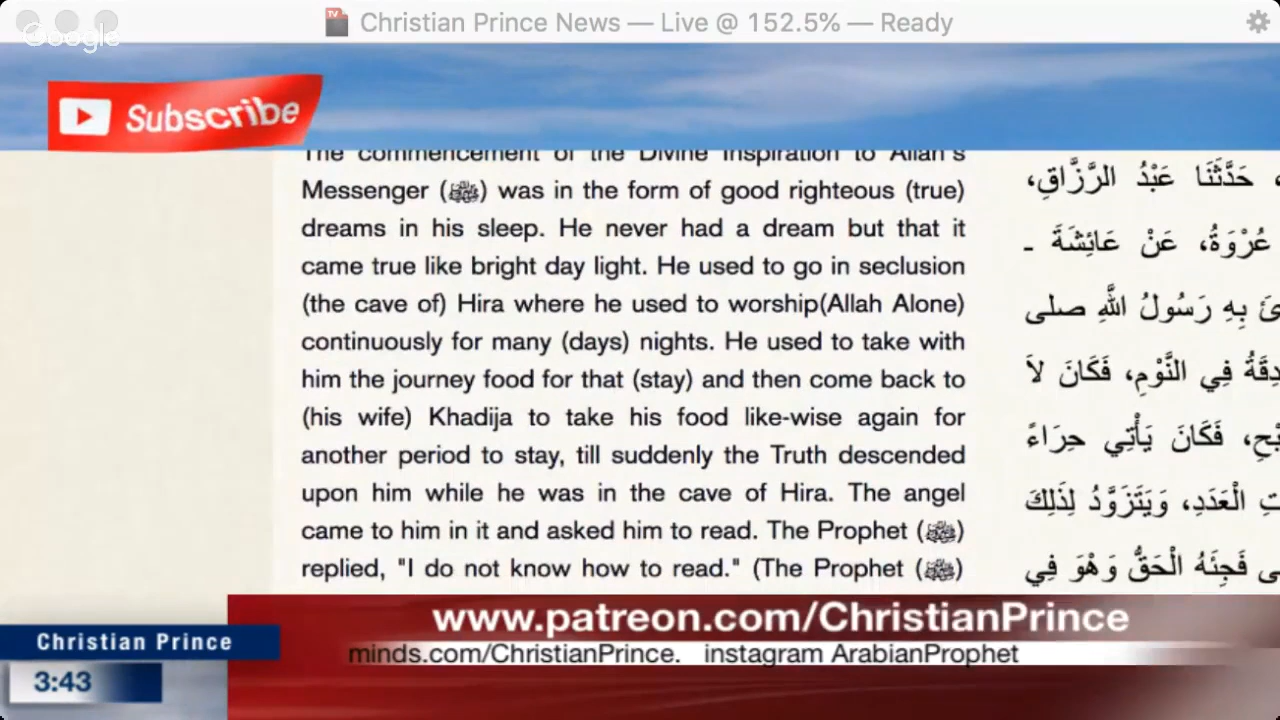 Christian Prince News — Live @ 152.5% — Ready
Google
Subscribe
The commencement of the Divine Inspiration to Allah's
Messenger (ﷺ) was in the form of good righteous (true)
dreams in his sleep. He never had a dream but that it
came true like bright day light. He used to go in seclusion
(the cave of) Hira where he used to worship(Allah Alone)
continuously for many (days) nights. He used to take with
him the journey food for that (stay) and then come back to
(his wife) Khadija to take his food like-wise again for
another period to stay, till suddenly the Truth descended
upon him while he was in the cave of Hira. The angel
came to him in it and asked him to read. The Prophet (ﷺ)
replied, "I do not know how to read." (The Prophet (ﷺ)
، حَدَّثَنَا عَبْدُ الرَّزَّاقِ،
عُرْوَةُ، عَنْ عَائِشَةَ ـ
بِهِ رَسُولُ اللَّهِ صلى
فِي النَّوْمِ، فَكَانَ لاَ
فَكَانَ يَأْتِي حِرَاءً
الْعَدَدِ، وَيَتَزَوَّدُ لِذَلِكَ
فَجِئَهُ الْحَقُّ وَهْوَ فِي
www.patreon.com/ChristianPrince
Christian Prince
minds.com/ChristianPrince. instagram ArabianProphet
3:43